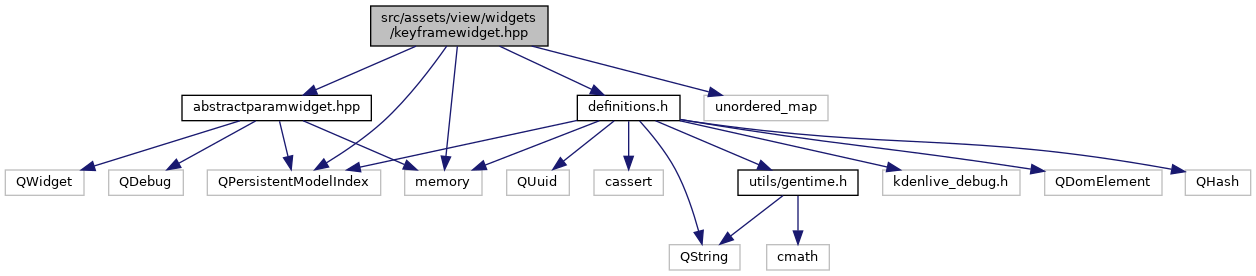 src/assets/view/widgets
/keyframewidget.hpp
abstractparamwidget.hpp
definitions.h
unordered_map
QWidget
QDebug
QPersistentModelIndex
memory
QUuid
cassert
utils/gentime.h
kdenlive_debug.h
QDomElement
QHash
QString
cmath